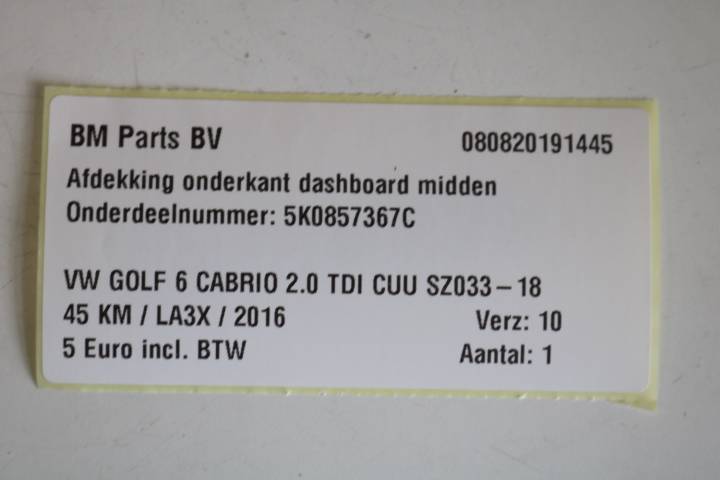 BM Parts BV 080820191445
Afdekking onderkant dashboard midden
Onderdeelnummer: 5K0857367C
VW GOLF 6 CABRIO 2.0 TDI CUU SZ033-18
45 KM / LA3X / 2016 Verz: 10
5 Euro incl. BTW Aantal: 1